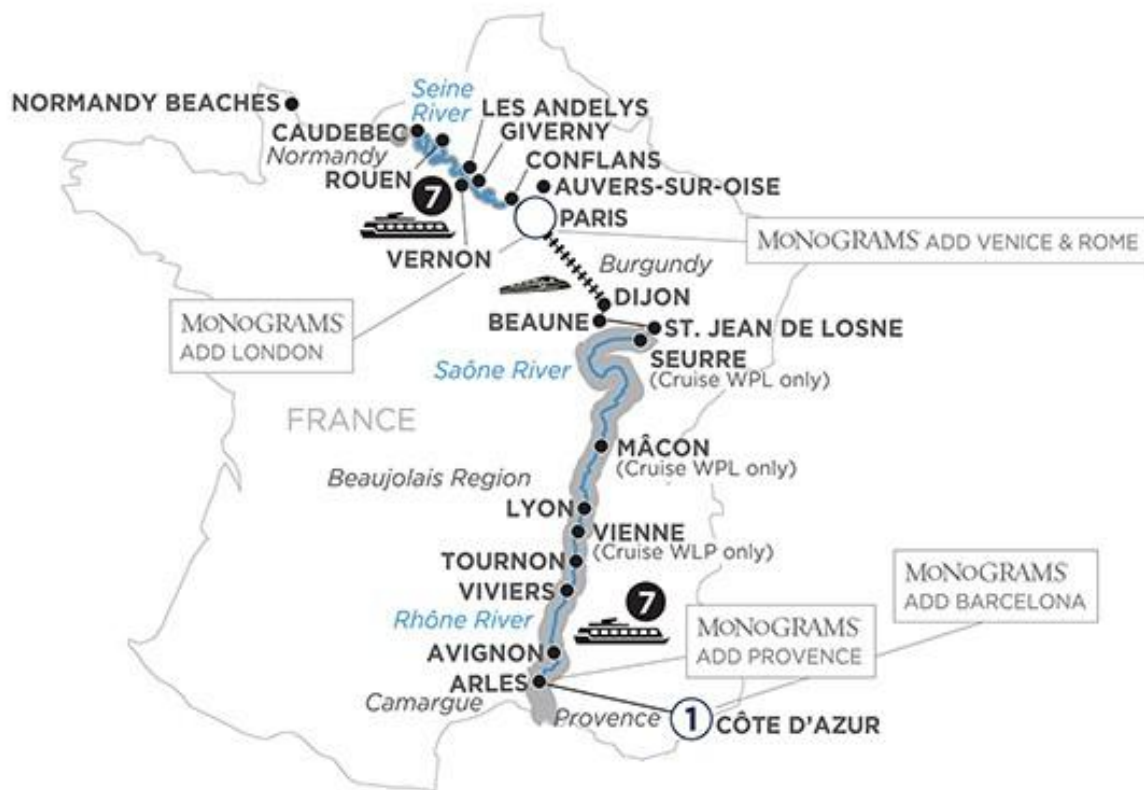 Seine
River
NORMANDY BEACHES
LES ANDELYS
CAUDEBEC
GIVERNY
Normandy
CONFLANS
ROUEN
AUVERS-SUR-OISE
7
PARIS
VERNON
MONOGRAMS ADD VENICE & ROME
Burgundy
DIJON
MONOGRAMS
ADD LONDON
BEAUNE
ST. JEAN DE LOSNE
SEURRE
(Cruise WPL only)
Saône River
FRANCE
MÂCON
(Cruise WPL only)
Beaujolais Region
LYON
VIENNE
(Cruise WLP only)
TOURNON
VIVIERS
MONOGRAMS
ADD BARCELONA
7
Rhône River
MONOGRAMS
ADD PROVENCE
AVIGNON
ARLES
Camargue
Provence
1
CÔTE D'AZUR